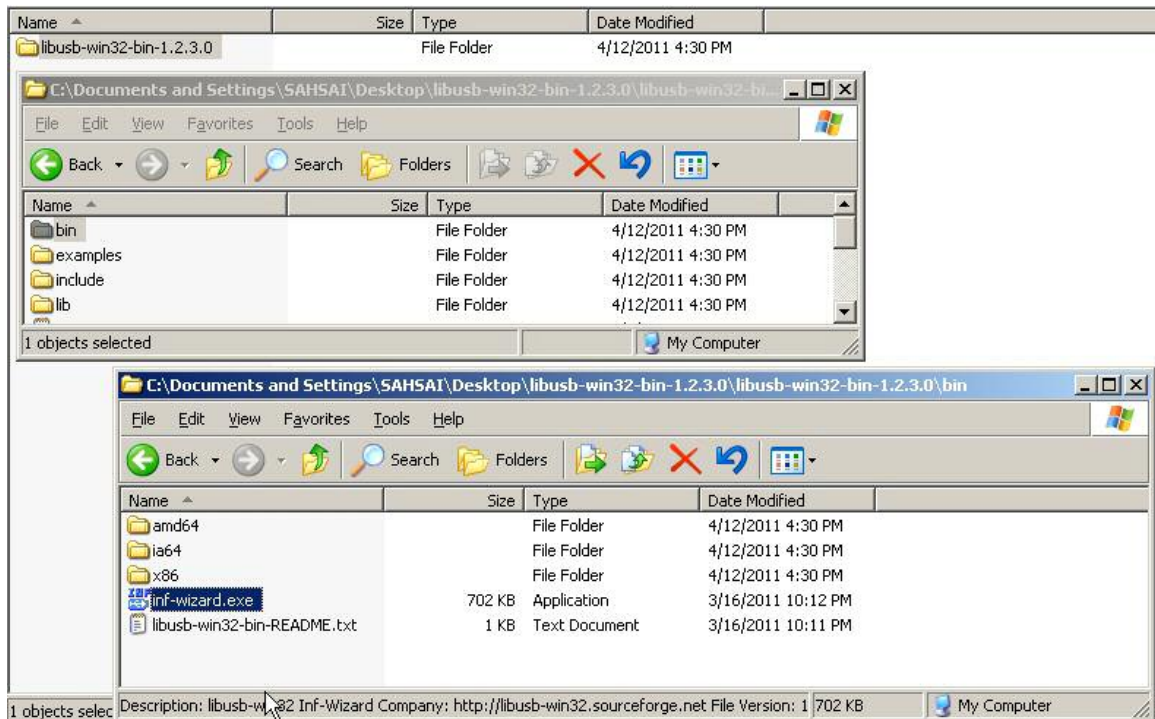 Name Size Type Date Modified
libusb-win32-bin-1.2.3.0 File Folder 4/12/2011 4:30 PM
C:\Documents and Settings\SAHSAI\Desktop\libusb-win32-bin-1.2.3.0\libusb-win32-bi...
File Edit View Favorites Tools Help
Back Search Folders
Name Size Type Date Modified
bin File Folder 4/12/2011 4:30 PM
examples File Folder 4/12/2011 4:30 PM
include File Folder 4/12/2011 4:30 PM
lib File Folder 4/12/2011 4:30 PM
1 objects selected My Computer
C:\Documents and Settings\SAHSAI\Desktop\libusb-win32-bin-1.2.3.0\libusb-win32-bin-1.2.3.0\bin
File Edit View Favorites Tools Help
Back Search Folders
Name Size Type Date Modified
amd64 File Folder 4/12/2011 4:30 PM
ia64 File Folder 4/12/2011 4:30 PM
x86 File Folder 4/12/2011 4:30 PM
inf-wizard.exe 702 KB Application 3/16/2011 10:12 PM
libusb-win32-bin-README.txt 1 KB Text Document 3/16/2011 10:11 PM
Description: libusb-win32 Inf-Wizard Company: http://libusb-win32.sourceforge.net File Version: 1 702 KB My Computer
1 objects selec